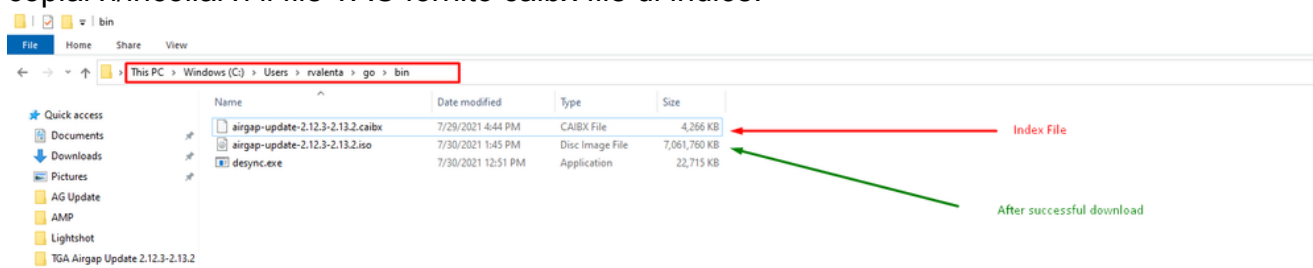 bin
File Home Share View
This PC > Windows (C:) > Users > rvalenta > go > bin
Name Date modified Type Size
Quick access
airgap-update-2.12.3-2.13.2.caibx 7/29/2021 4:44 PM CAIBX File 4,266 KB
Index File
Documents
airgap-update-2.12.3-2.13.2.iso 7/30/2021 1:45 PM Disc Image File 7,061,760 KB
Downloads
desync.exe 7/30/2021 12:51 PM Application 22,715 KB
Pictures
AG Update
After successful download
AMP
Lightshot
TGA Airgap Update 2.12.3-2.13.2